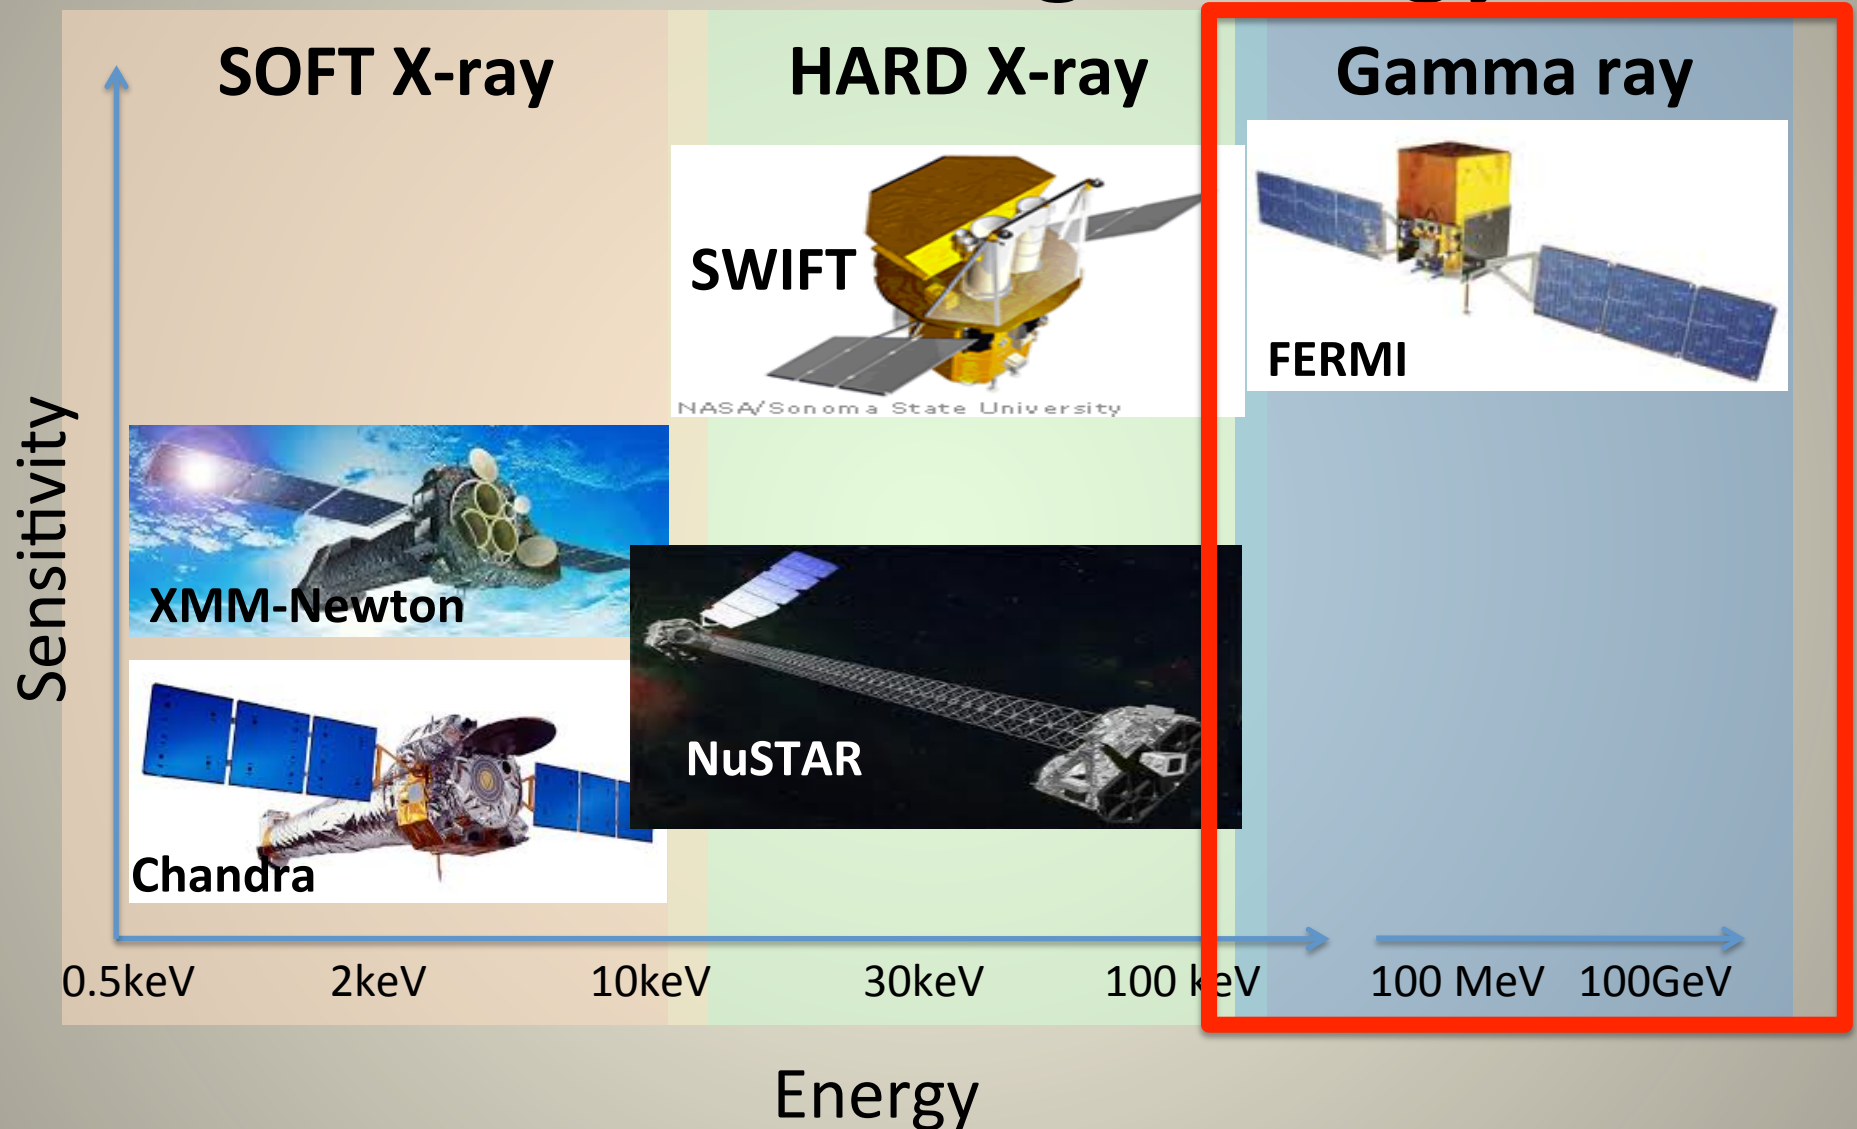 SOFT X-ray
HARD X-ray
Gamma ray
SWIFT
NASA/Sonoma State University
FERMI
Sensitivity
XMM-Newton
NuSTAR
Chandra
0.5keV
2keV
10keV
30keV
100 keV
100 MeV
100GeV
Energy